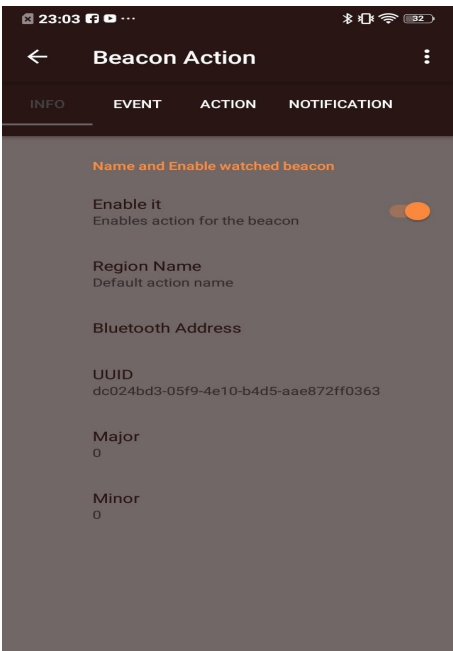 23:03 ··· 32
Beacon Action
INFO EVENT ACTION NOTIFICATION
Name and Enable watched beacon
Enable it
Enables action for the beacon
Region Name
Default action name
Bluetooth Address
UUID
dc024bd3-05f9-4e10-b4d5-aae872ff0363
Major
0
Minor
0